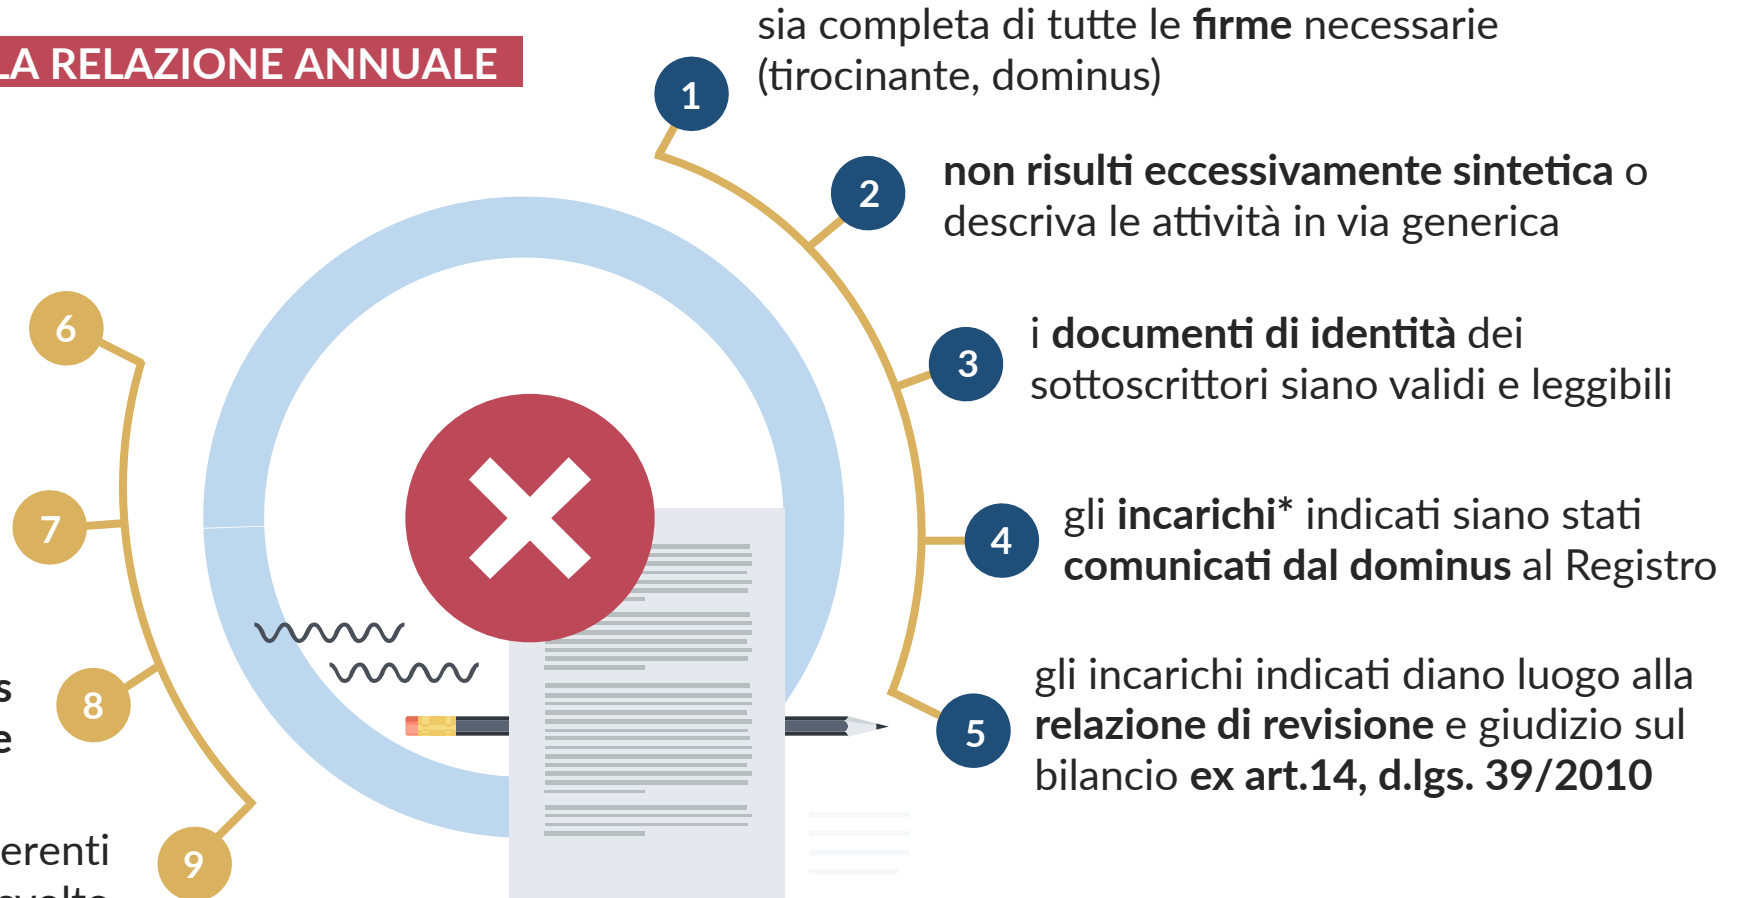 LA RELAZIONE ANNUALE
1
sia completa di tutte le firme necessarie
(tirocinante, dominus)
2
non risulti eccessivamente sintetica o
descriva le attività in via generica
3
i documenti di identità dei
sottoscrittori siano validi e leggibili
4
gli incarichi* indicati siano stati
comunicati dal dominus al Registro
5
gli incarichi indicati diano luogo alla
relazione di revisione e giudizio sul
bilancio ex art.14, d.lgs. 39/2010
6
7
8
s
e
9
erenti